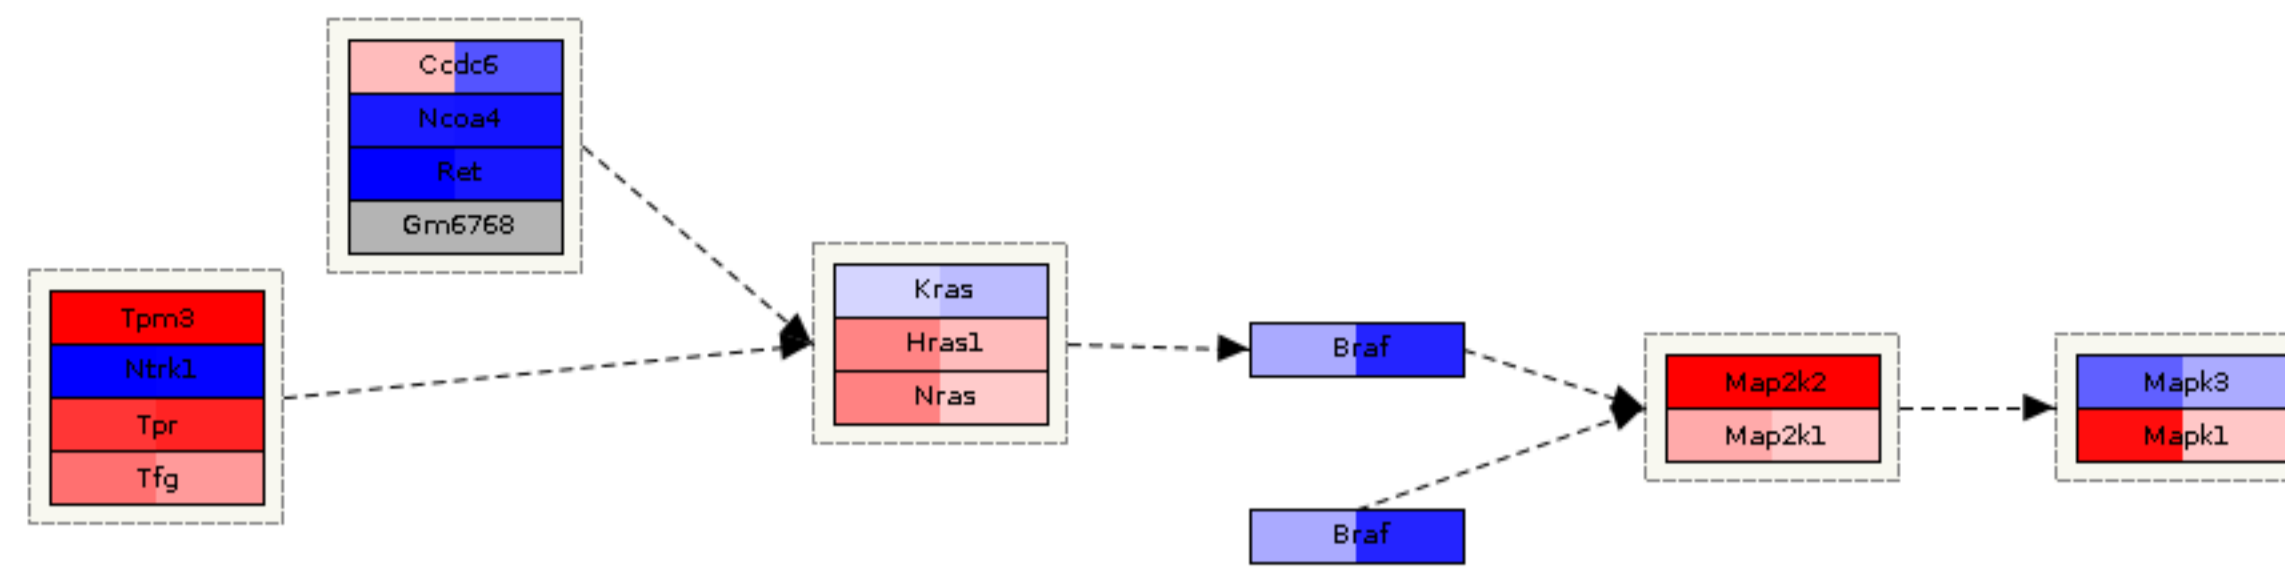 Ccdc6
Ncoa4
Ret
Gm6768
Tpm3
Ntrk1
Tpr
Tfg
Kras
Hras1
Nras
Braf
Braf
Map2k2
Map2k1
Mapk3
Mapk1